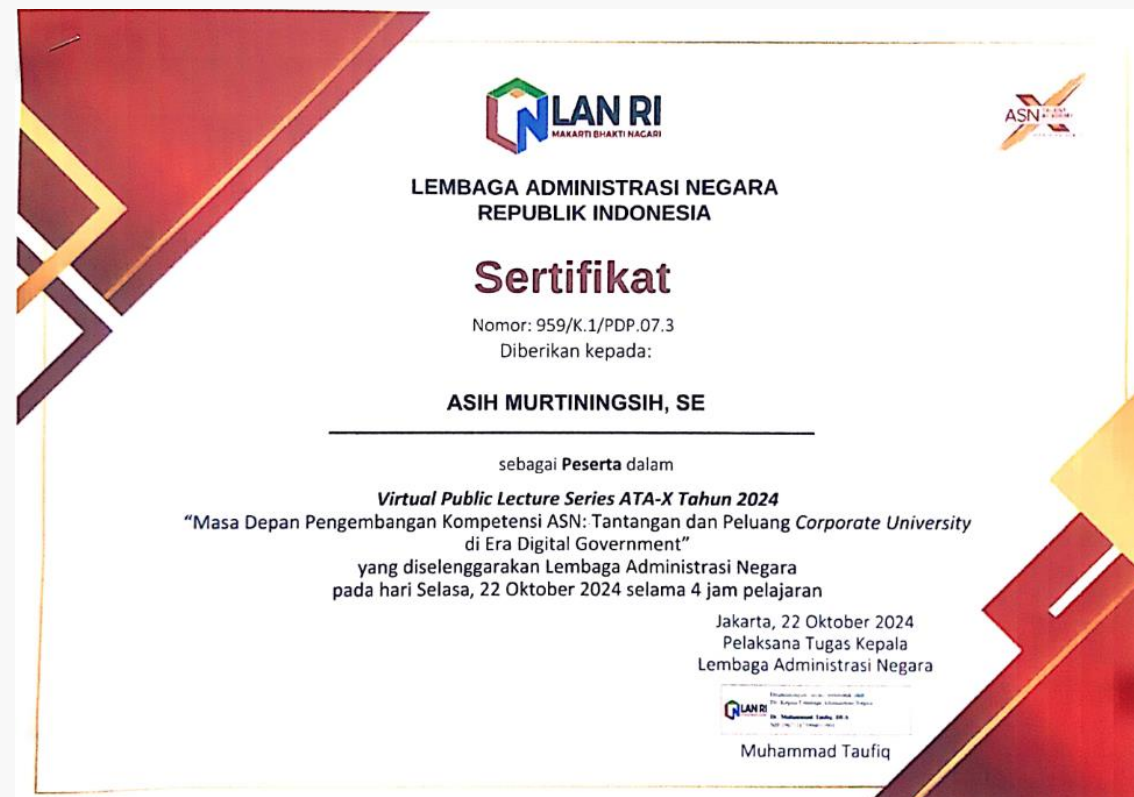 LAN RI
MAKARTI BHAKTI NAGARI
ASN
LEMBAGA ADMINISTRASI NEGARA
REPUBLIK INDONESIA
Sertifikat
Nomor: 959/K.1/PDP.07.3
Diberikan kepada:
ASIH MURTININGSIH, SE
sebagai Peserta dalam
Virtual Public Lecture Series ATA-X Tahun 2024
“Masa Depan Pengembangan Kompetensi ASN: Tantangan dan Peluang Corporate University
di Era Digital Government”
yang diselenggarakan Lembaga Administrasi Negara
pada hari Selasa, 22 Oktober 2024 selama 4 jam pelajaran
Jakarta, 22 Oktober 2024
Pelaksana Tugas Kepala
Lembaga Administrasi Negara
LAN RI
Muhammad Taufiq